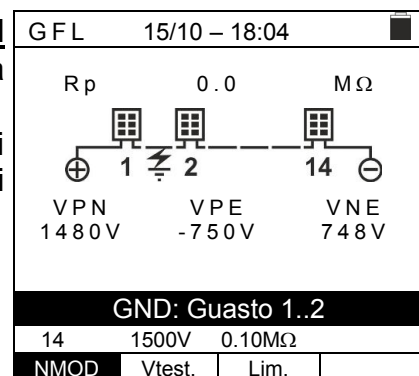 GFL 15/10 – 18:04
Rp 0.0 MΩ
1 2 14
VPN VPE VNE
1480V -750V 748V
GND: Guasto 1..2
14 1500V 0.10MΩ
NMOD Vtest. Lim.